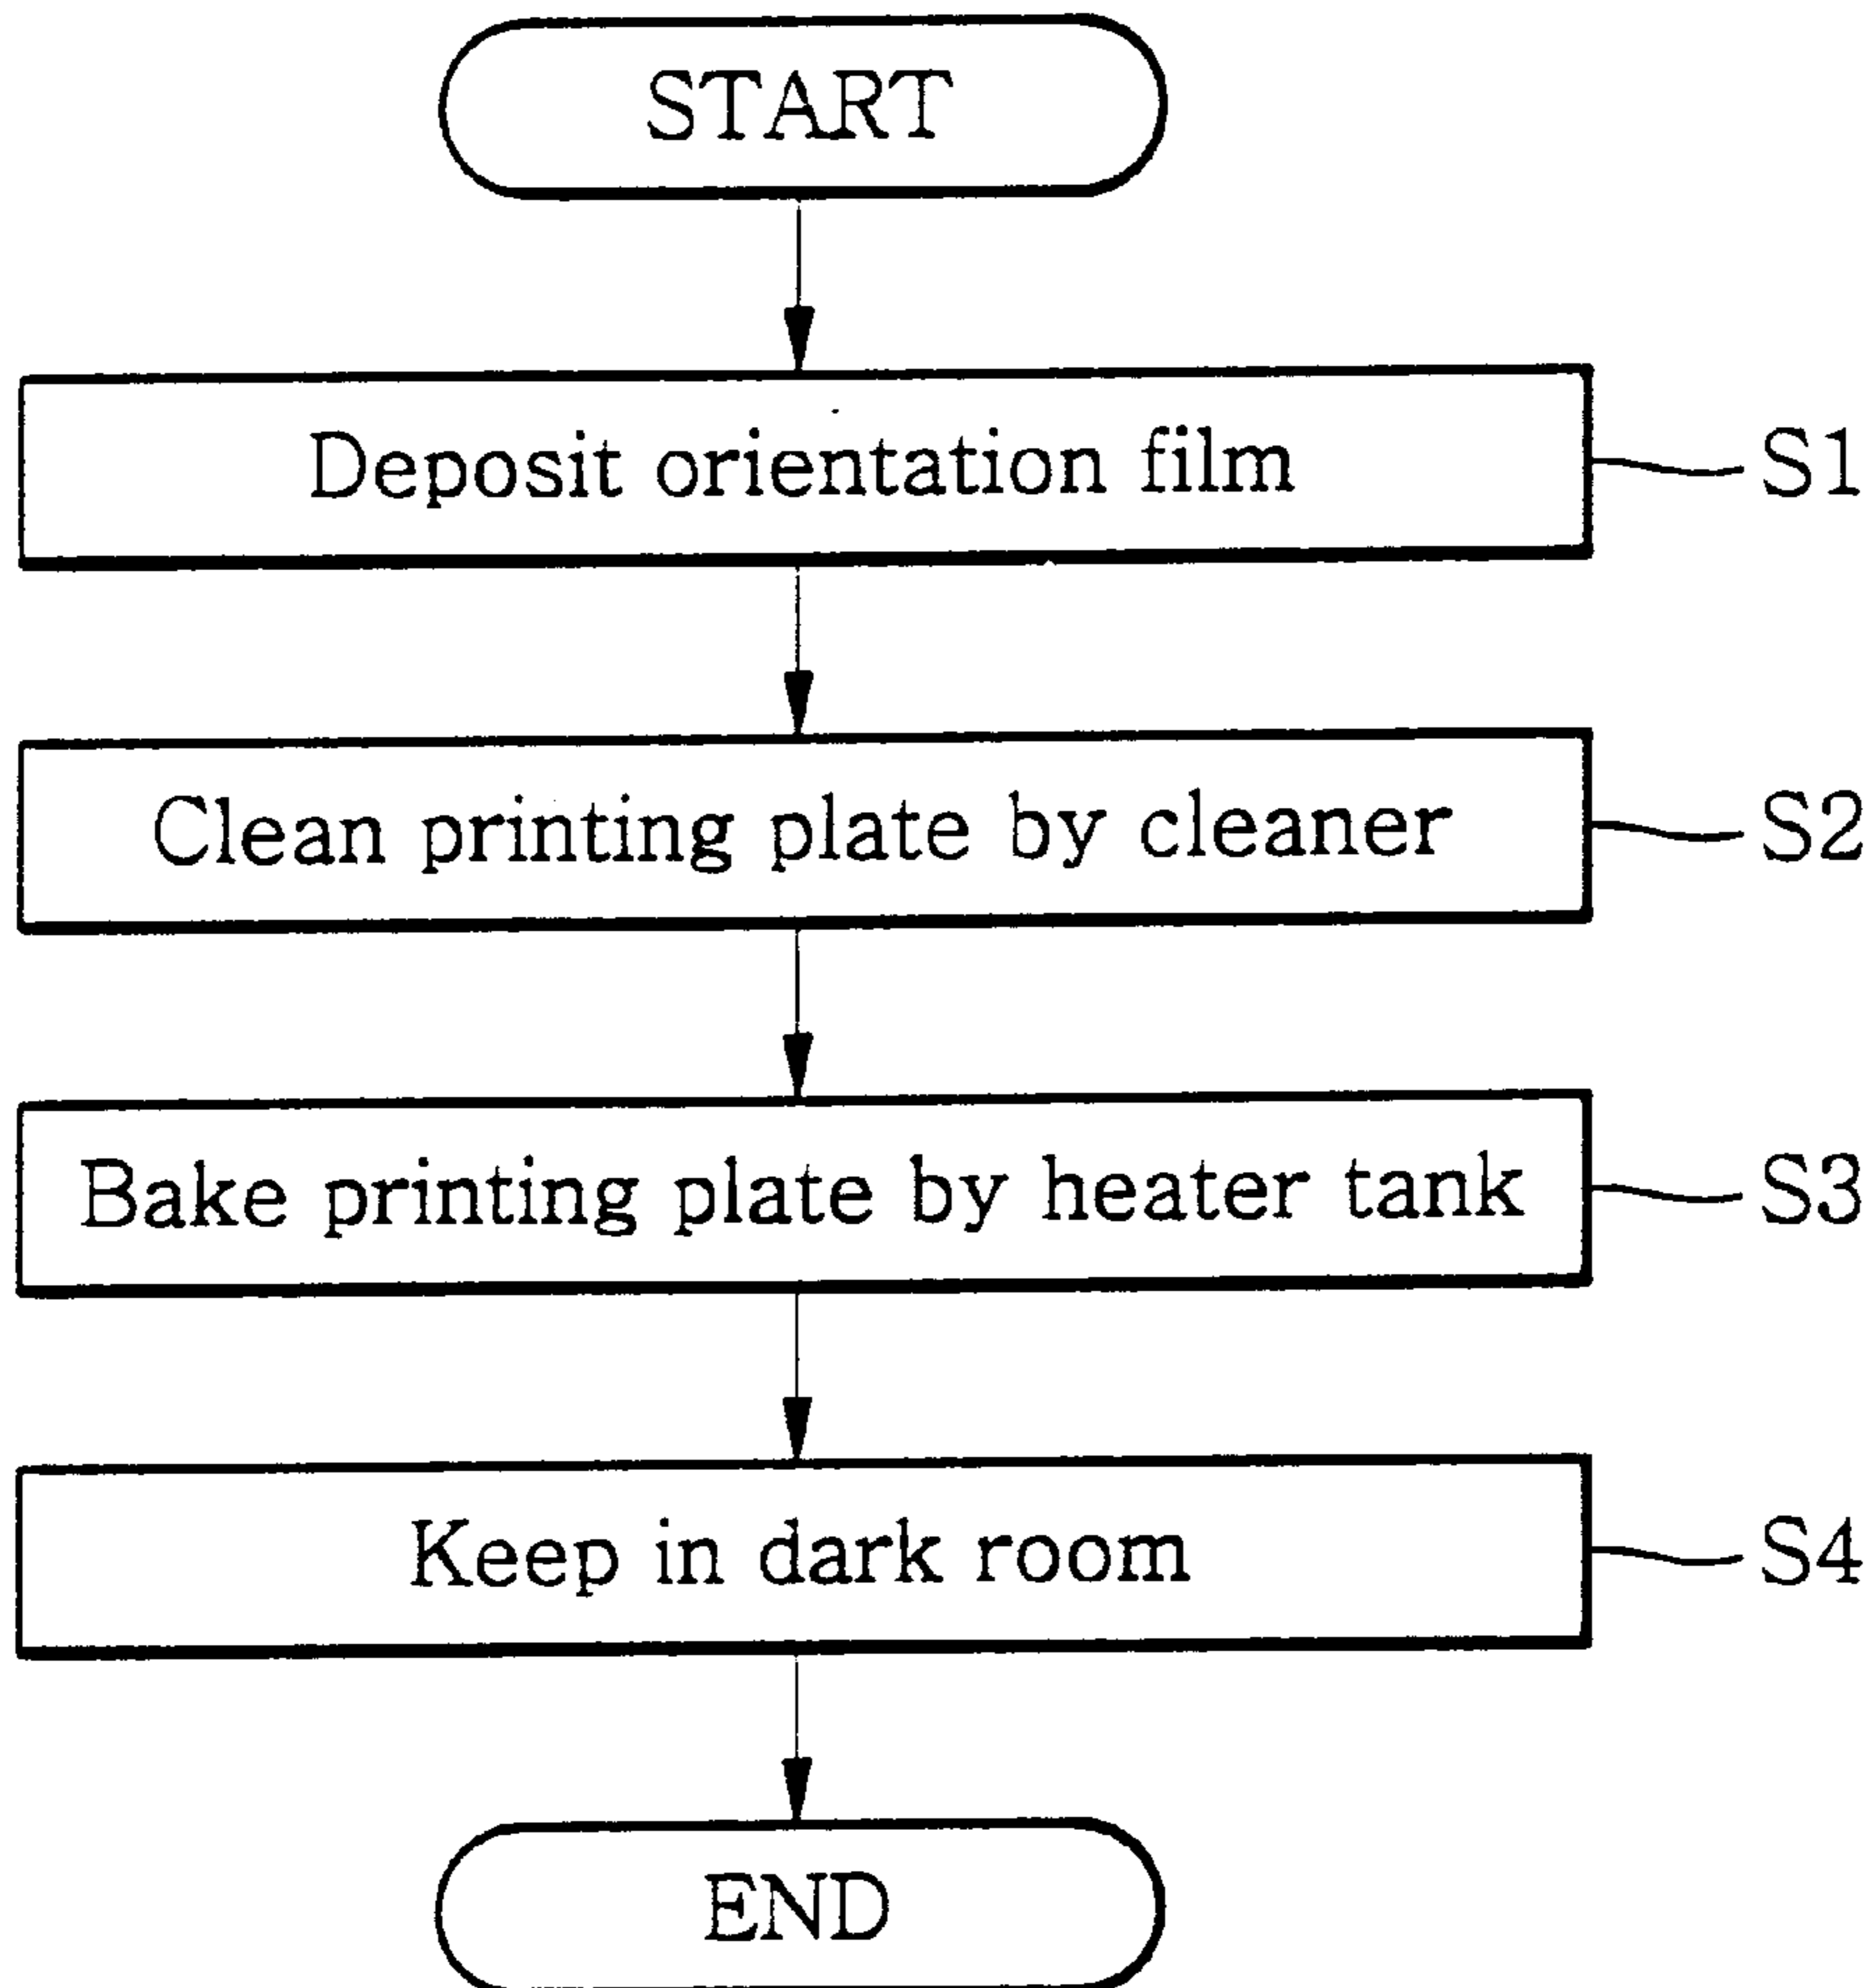 START
Deposit orientation film
S1
Clean printing plate by cleaner
S2
Bake printing plate by heater tank
S3
Keep in dark room
S4
END